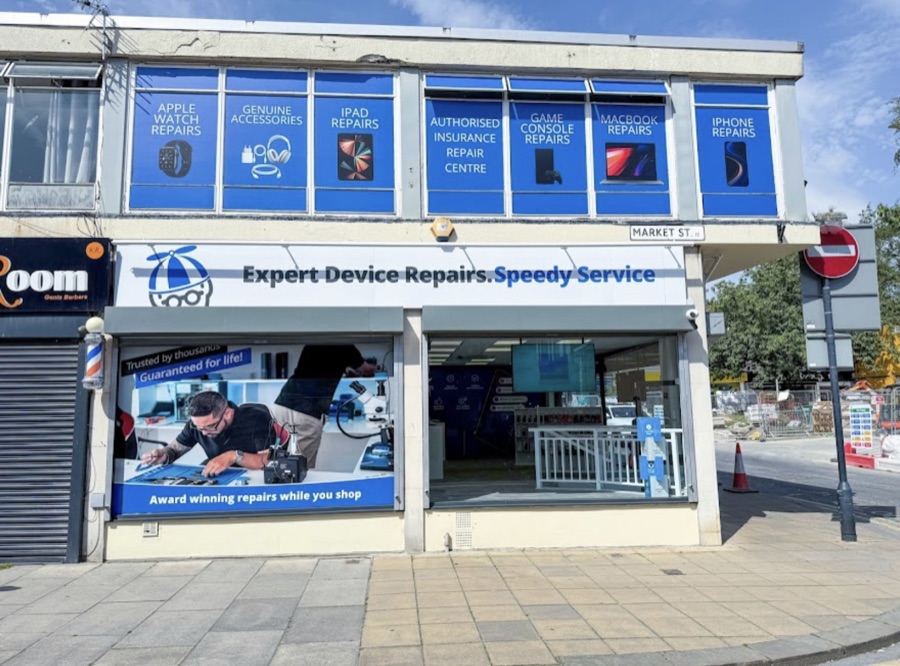 APPLE
WATCH
REPAIRS
GENUINE
ACCESSORIES
IPAD
REPAIRS
AUTHORISED
INSURANCE
REPAIR
CENTRE
GAME
CONSOLE
REPAIRS
MACBOOK
REPAIRS
IPHONE
REPAIRS
MARKET ST.
Room
Gents Barbers
Expert Device Repairs.Speedy Service
Trusted by thousands
Guaranteed for life!
Award winning repairs while you shop